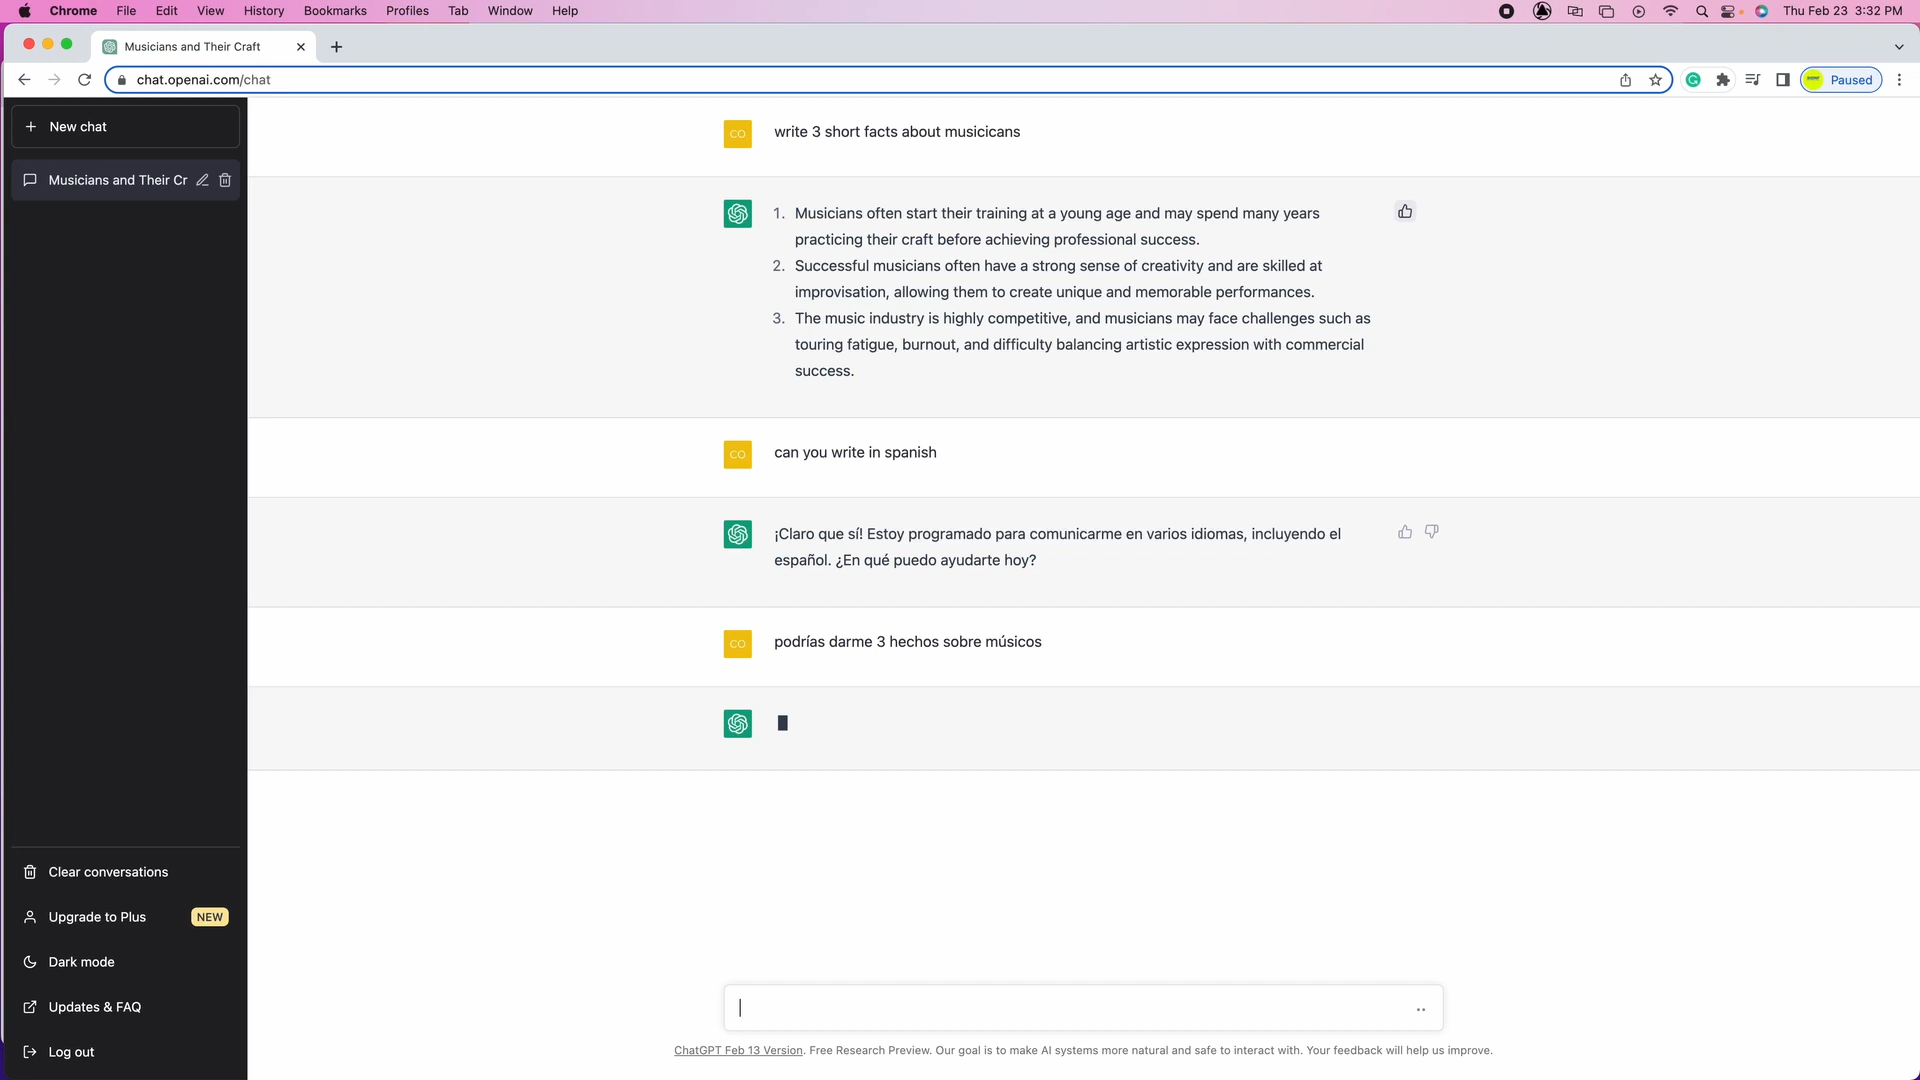 Chrome File Edit View History Bookmarks Profiles Tab Window Help Thu Feb 23 3:32 PM
Musicians and Their Craft
chat.openai.com/chat Paused
New chat
Musicians and Their Cr
CO write 3 short facts about musicicans
1. Musicians often start their training at a young age and may spend many years
practicing their craft before achieving professional success.
2. Successful musicians often have a strong sense of creativity and are skilled at
improvisation, allowing them to create unique and memorable performances.
3. The music industry is highly competitive, and musicians may face challenges such as
touring fatigue, burnout, and difficulty balancing artistic expression with commercial
success.
CO can you write in spanish
¡Claro que sí! Estoy programado para comunicarme en varios idiomas, incluyendo el
español. ¿En qué puedo ayudarte hoy?
CO podrías darme 3 hechos sobre músicos
Clear conversations
Upgrade to Plus NEW
Dark mode
Updates & FAQ
Log out
ChatGPT Feb 13 Version. Free Research Preview. Our goal is to make AI systems more natural and safe to interact with. Your feedback will help us improve.